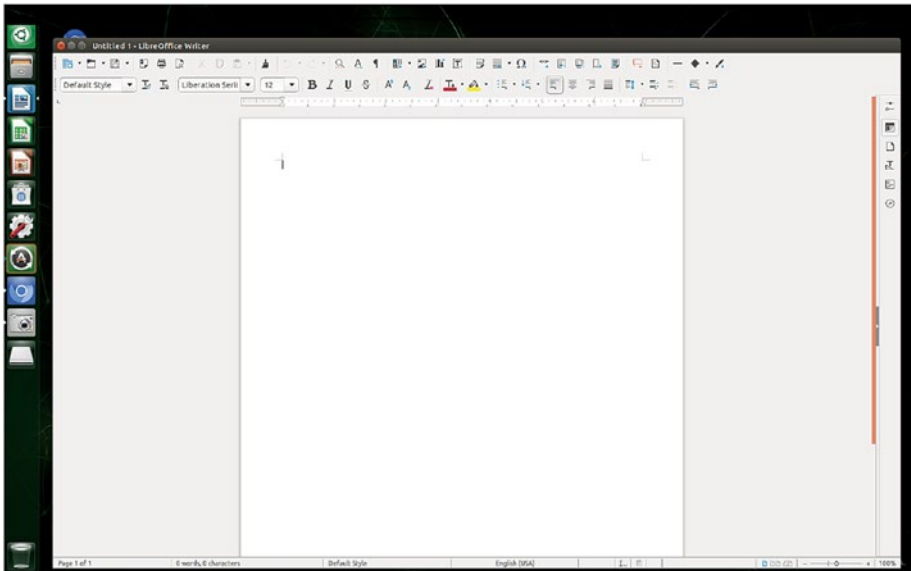 Untitled 1 - LibreOffice Writer
Default Style Liberation Seri 12
Page 1 of 1 0 words, 0 characters Default Style English (USA) 100%